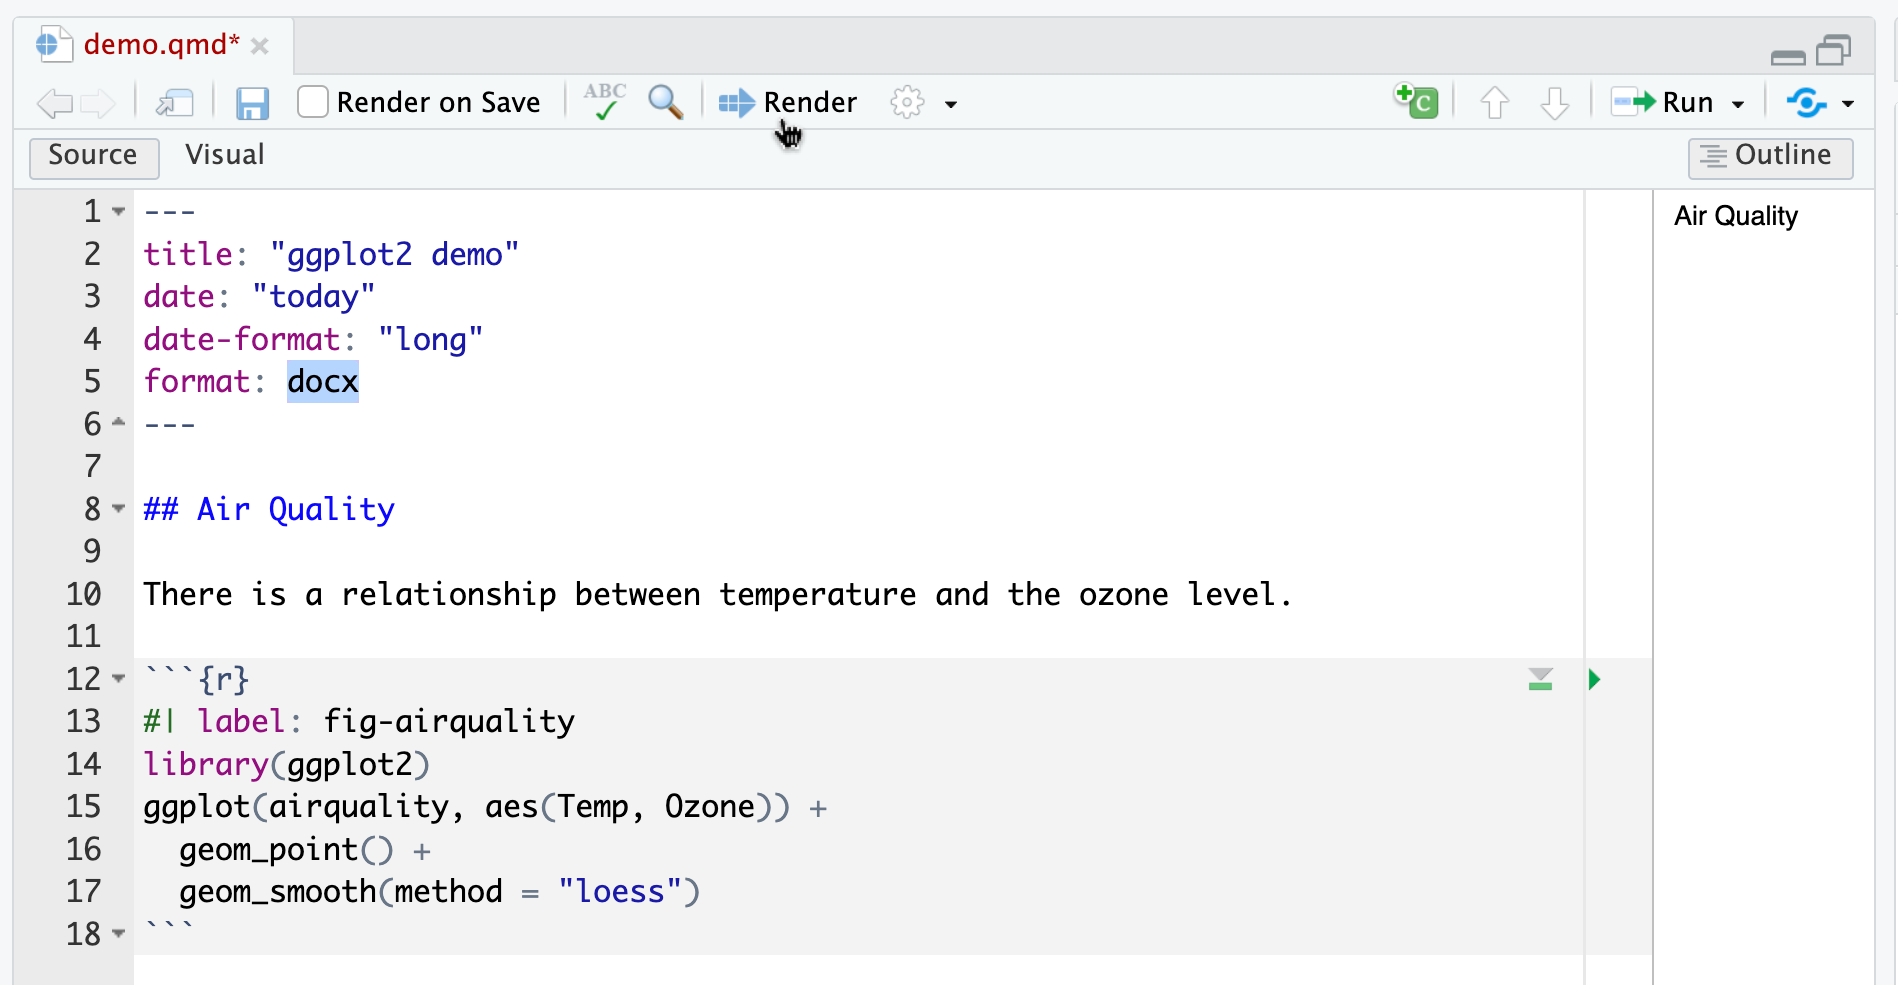 demo.qmd*
Render on Save ABC Render C Run
Source Visual Outline
1 ---
2 title: "ggplot2 demo"
3 date: "today"
4 date-format: "long"
5 format: docx
6 ---
7
8 ## Air Quality
9
10 There is a relationship between temperature and the ozone level.
11
12 ```{r}
13 #| label: fig-airquality
14 library(ggplot2)
15 ggplot(airquality, aes(Temp, Ozone)) +
16   geom_point() +
17   geom_smooth(method = "loess")
18 ```
Air Quality